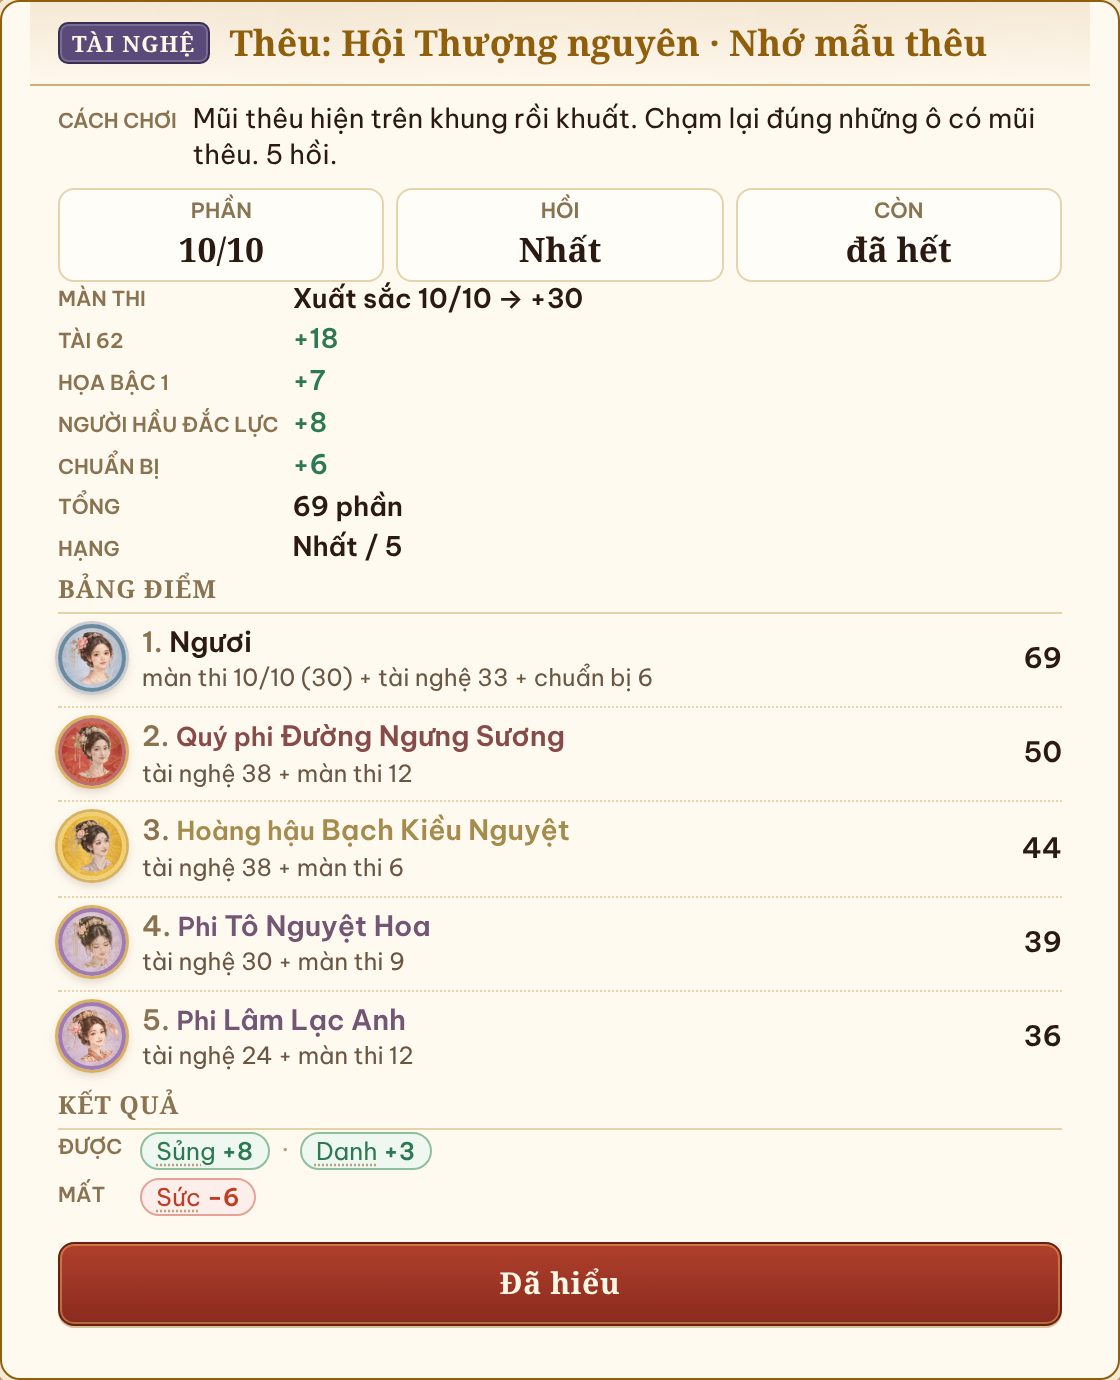 TÀI NGHỆ Thêu: Hội Thượng nguyên · Nhớ mẫu thêu
CÁCH CHƠI Mũi thêu hiện trên khung rồi khuất. Chạm lại đúng những ô có mũi
thêu. 5 hồi.
PHẦN HỒI CÒN
10/10 Nhất đã hết
MÀN THI Xuất sắc 10/10 → +30
TÀI 62 +18
HỌA BẬC 1 +7
NGƯỜI HẦU ĐẮC LỰC +8
CHUẨN BỊ +6
TỔNG 69 phần
HẠNG Nhất / 5
BẢNG ĐIỂM
1. Ngươi 69
màn thi 10/10 (30) + tài nghệ 33 + chuẩn bị 6
2. Quý phi Đường Ngưng Sương 50
tài nghệ 38 + màn thi 12
3. Hoàng hậu Bạch Kiều Nguyệt 44
tài nghệ 38 + màn thi 6
4. Phi Tô Nguyệt Hoa 39
tài nghệ 30 + màn thi 9
5. Phi Lâm Lạc Anh 36
tài nghệ 24 + màn thi 12
KẾT QUẢ
ĐƯỢC Sủng +8 · Danh +3
MẤT Sức −6
Đã hiểu